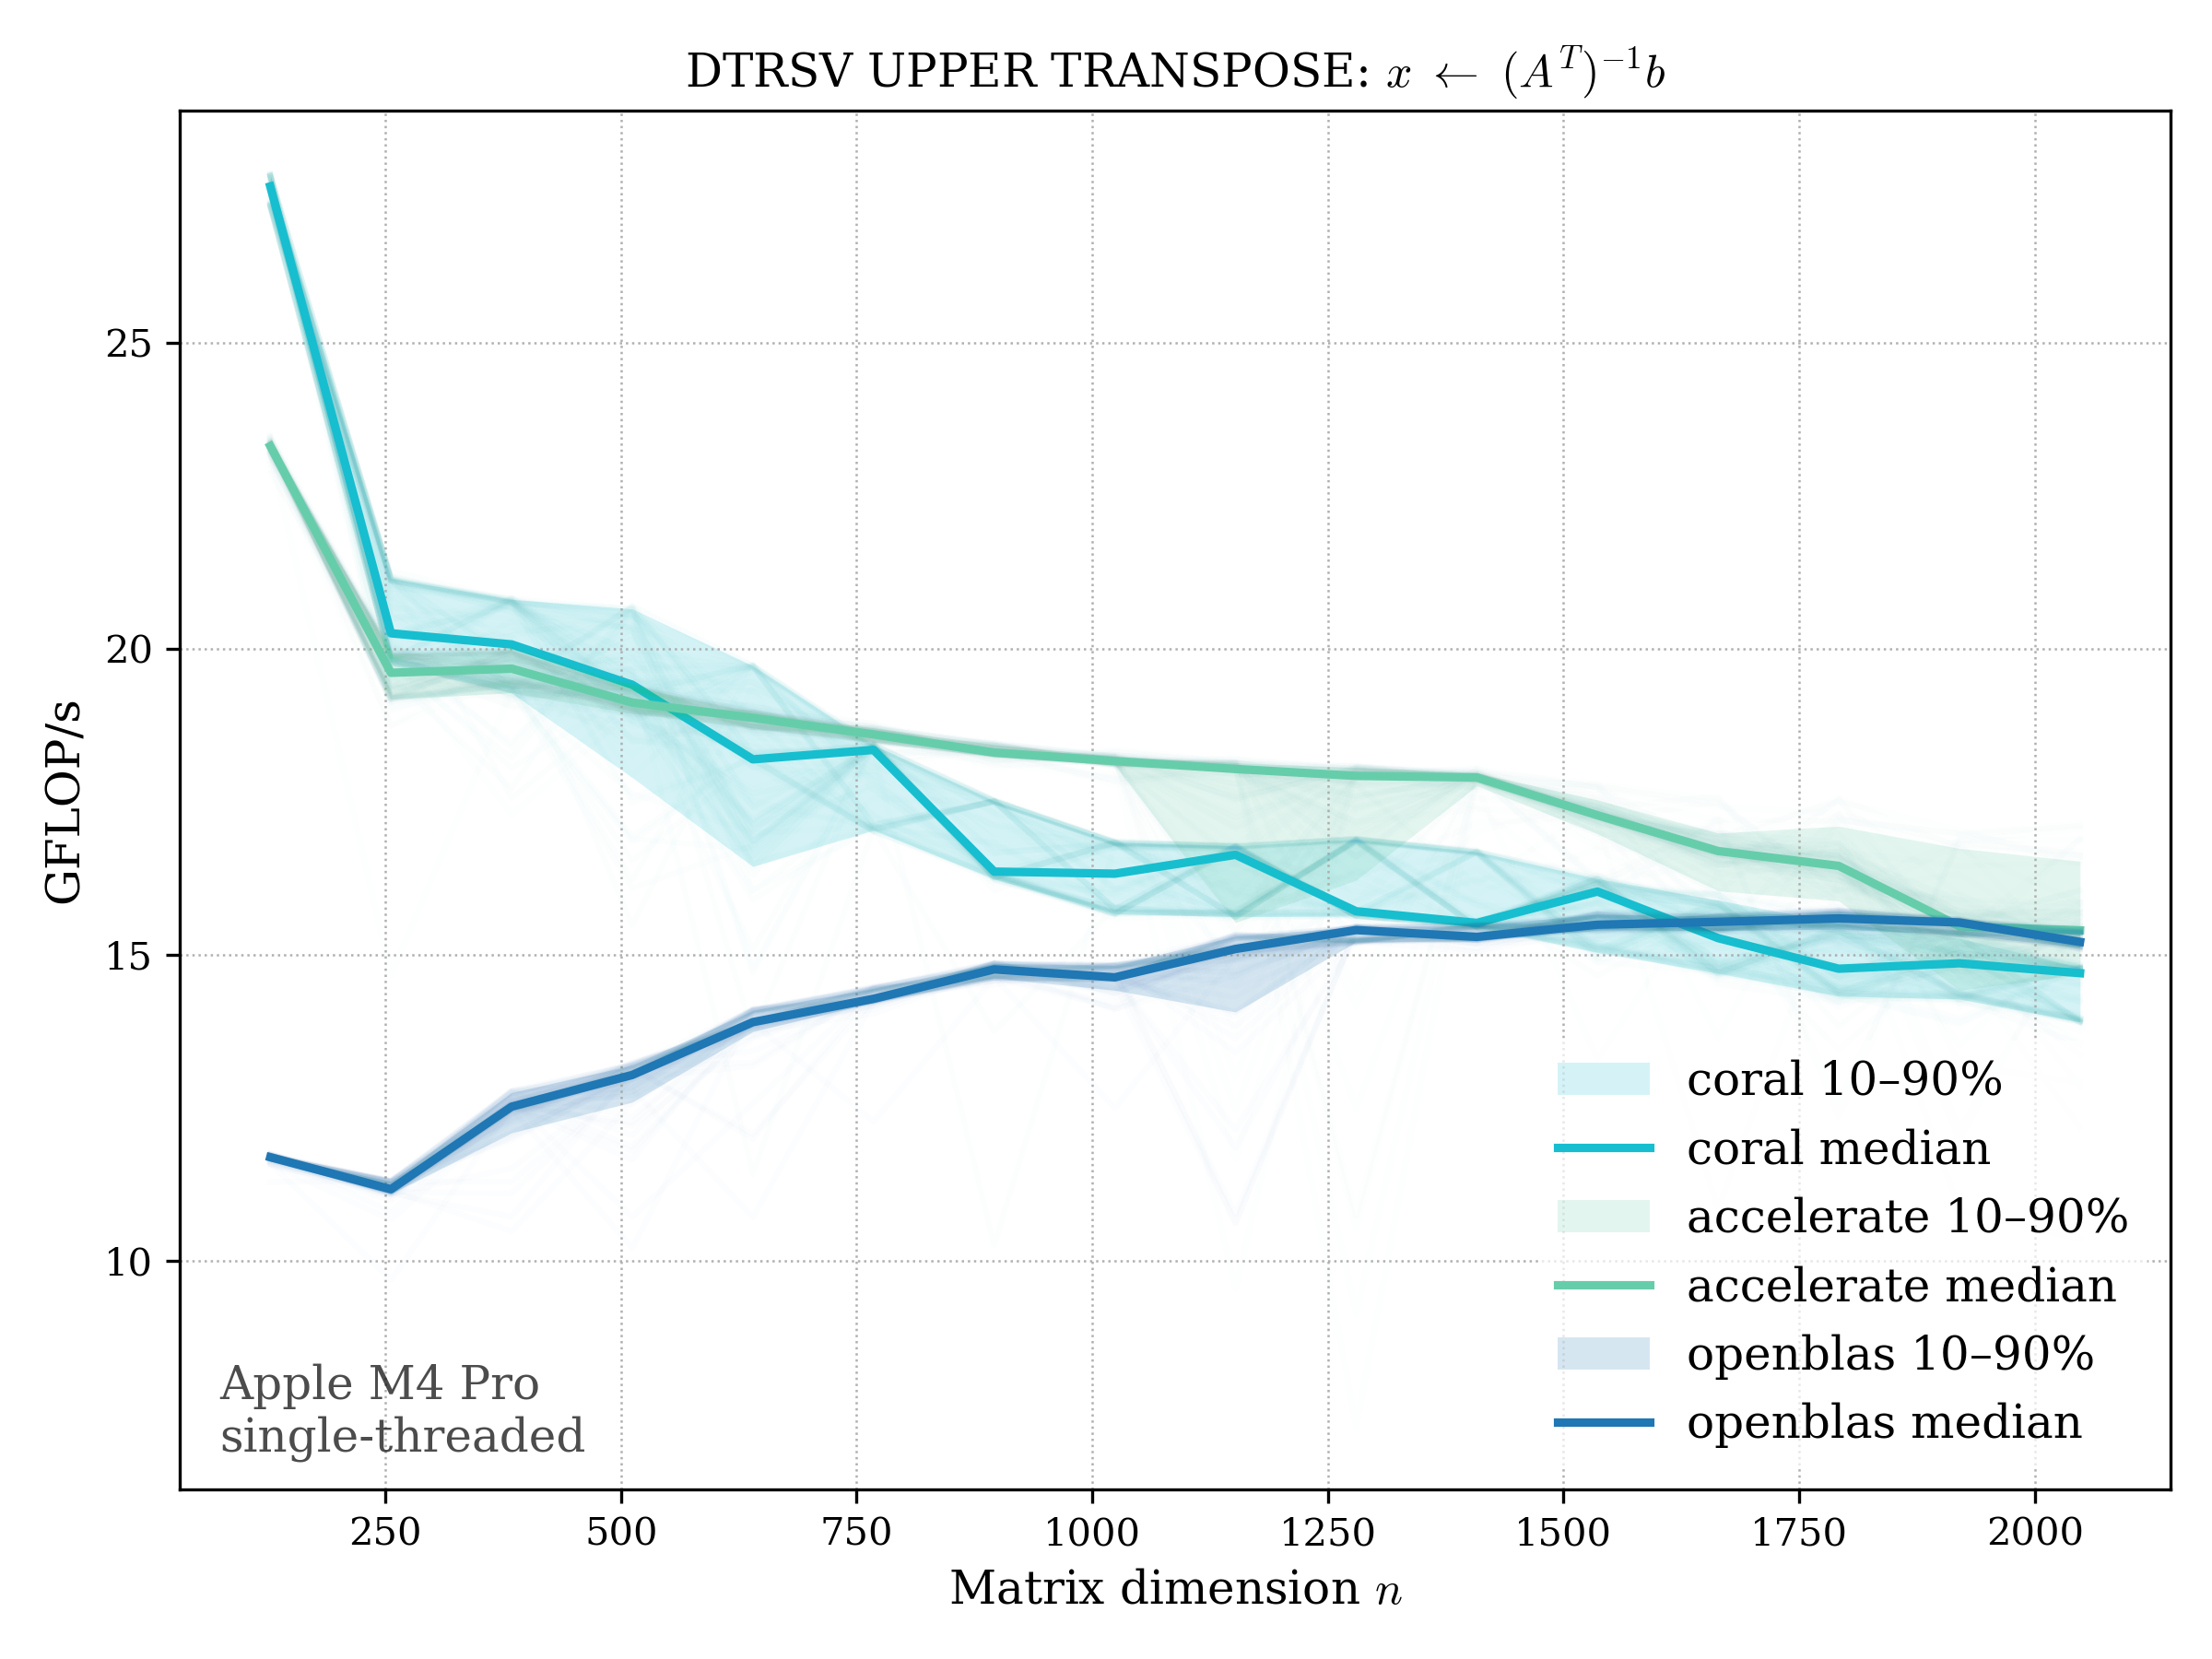 DTRSV UPPER TRANSPOSE: x ← (Aᵀ)⁻¹b
GFLOP/s
25
20
15
10
coral 10–90%
coral median
accelerate 10–90%
accelerate median
openblas 10–90%
openblas median
Apple M4 Pro
single-threaded
250 500 750 1000 1250 1500 1750 2000
Matrix dimension n